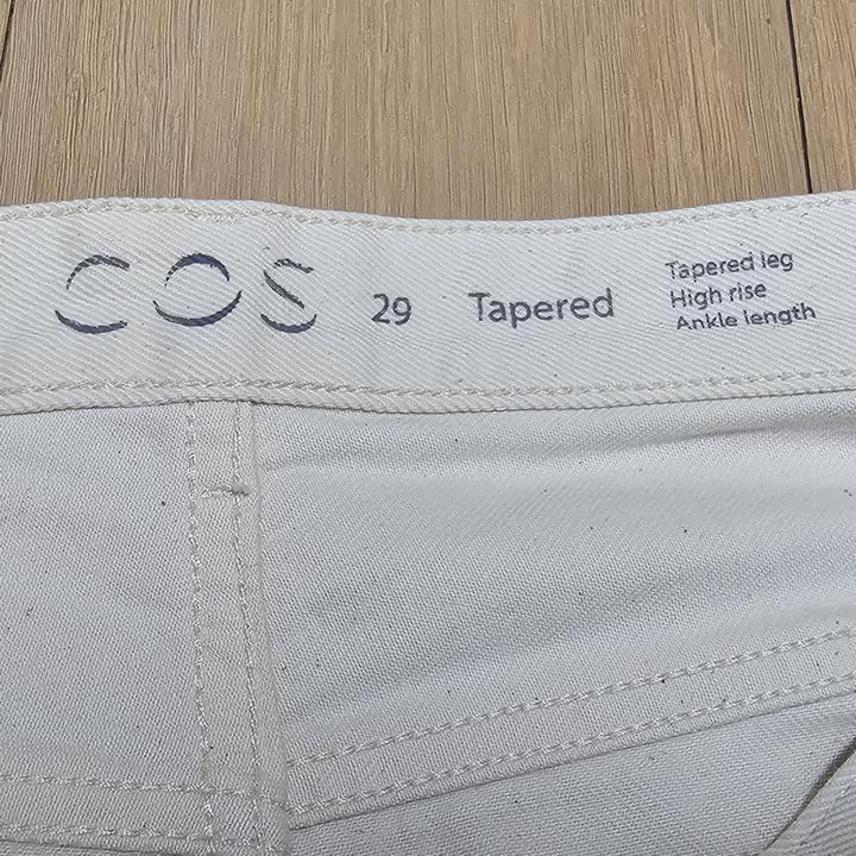 COS 29 Tapered
Tapered leg
High rise
Ankle length